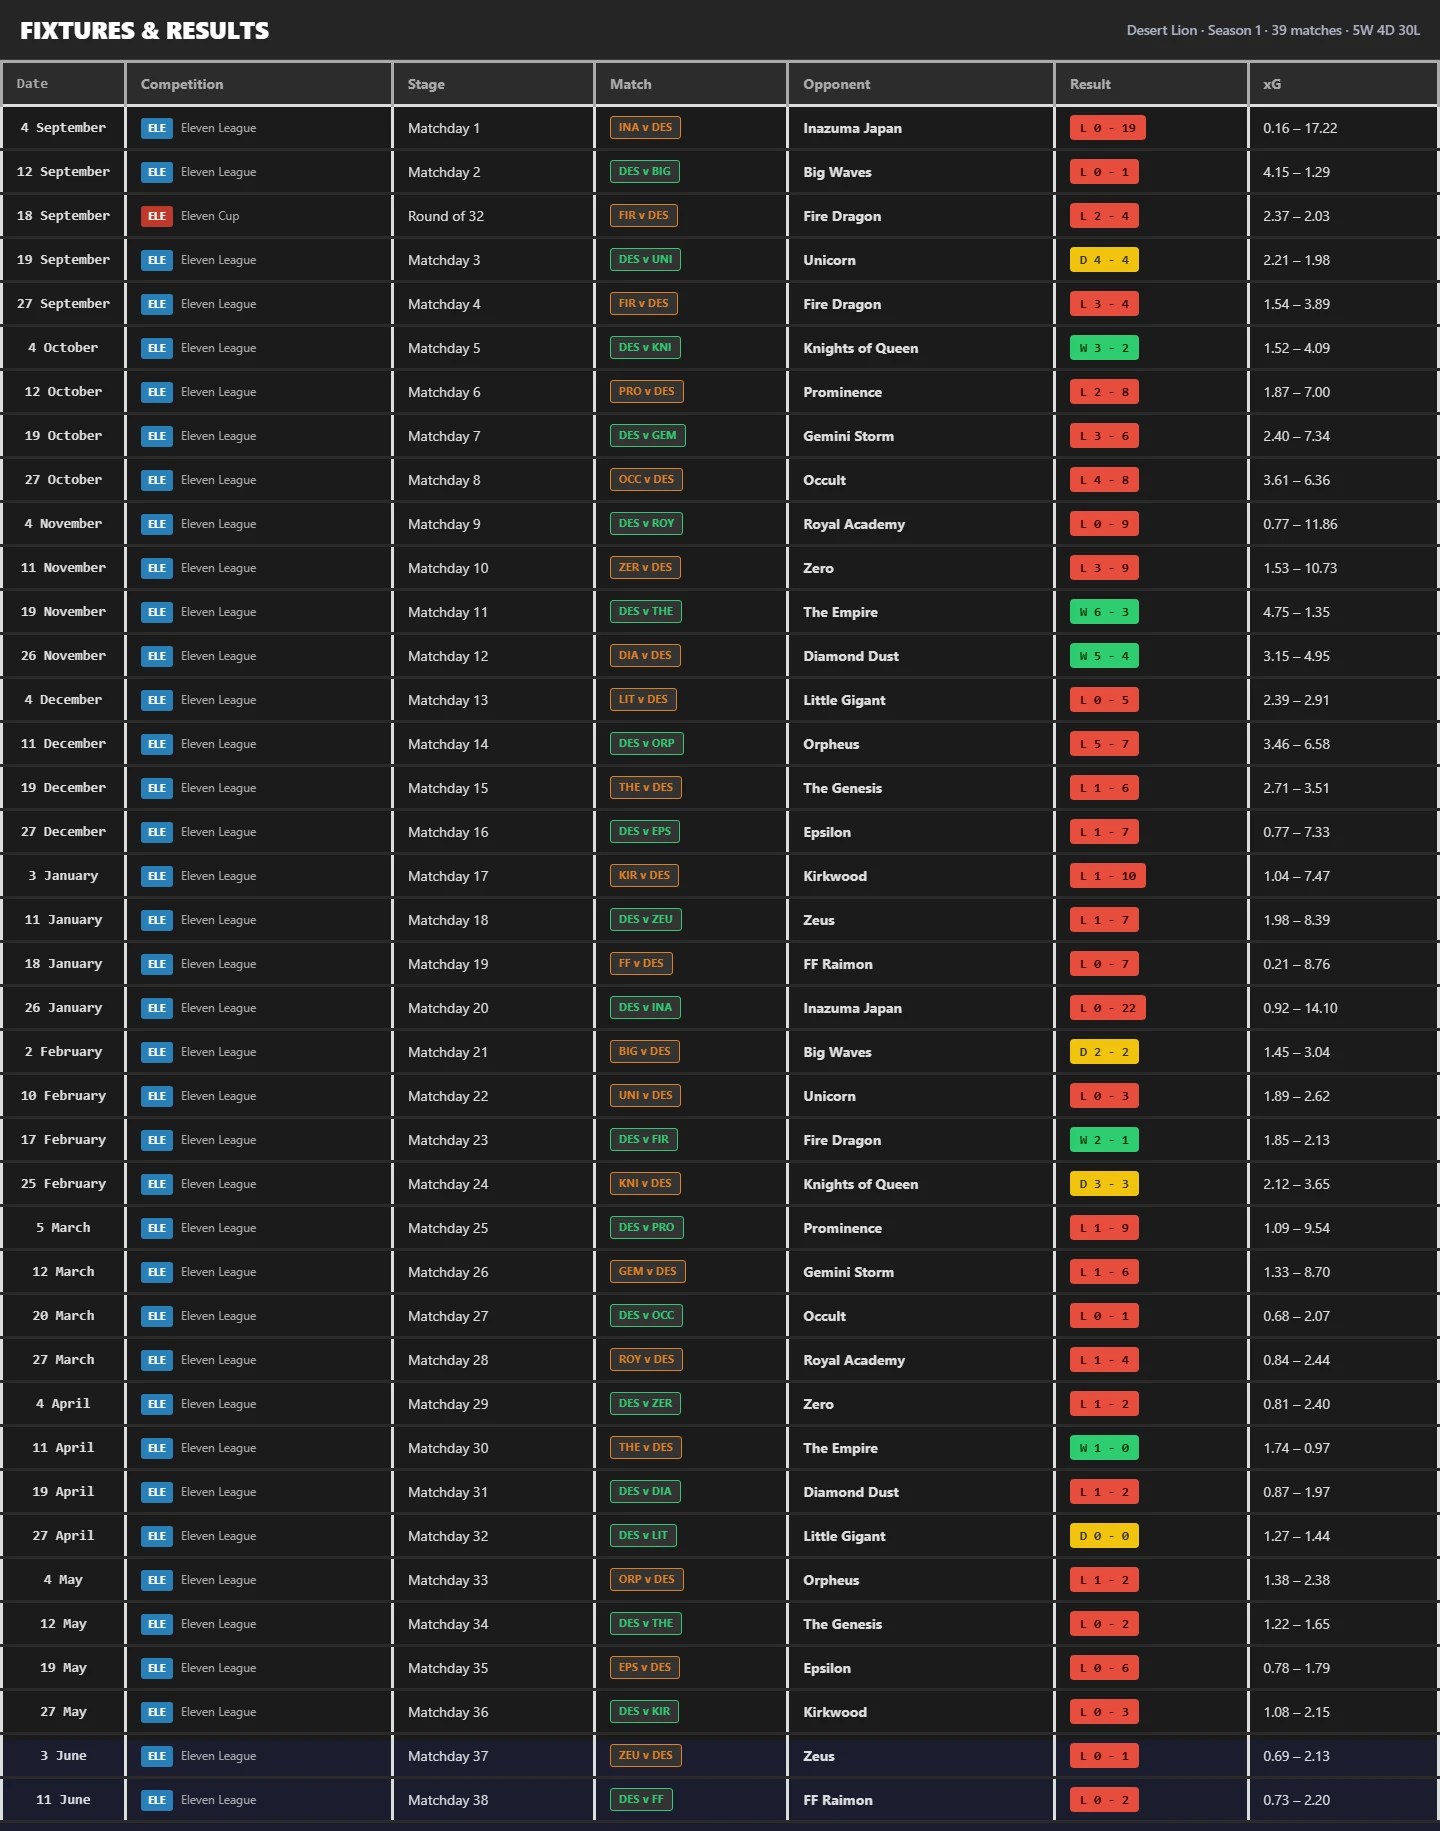 FIXTURES & RESULTS
Desert Lion · Season 1 · 39 matches · 5W 4D 30L
Date Competition Stage Match Opponent Result xG
4 September ELE Eleven League Matchday 1 INA v DES Inazuma Japan L 0 - 19 0.16 – 17.22
12 September ELE Eleven League Matchday 2 DES v BIG Big Waves L 0 - 1 4.15 – 1.29
18 September ELE Eleven Cup Round of 32 FIR v DES Fire Dragon L 2 - 4 2.37 – 2.03
19 September ELE Eleven League Matchday 3 DES v UNI Unicorn D 4 - 4 2.21 – 1.98
27 September ELE Eleven League Matchday 4 FIR v DES Fire Dragon L 3 - 4 1.54 – 3.89
4 October ELE Eleven League Matchday 5 DES v KNI Knights of Queen W 3 - 2 1.52 – 4.09
12 October ELE Eleven League Matchday 6 PRO v DES Prominence L 2 - 8 1.87 – 7.00
19 October ELE Eleven League Matchday 7 DES v GEM Gemini Storm L 3 - 6 2.40 – 7.34
27 October ELE Eleven League Matchday 8 OCC v DES Occult L 4 - 8 3.61 – 6.36
4 November ELE Eleven League Matchday 9 DES v ROY Royal Academy L 0 - 9 0.77 – 11.86
11 November ELE Eleven League Matchday 10 ZER v DES Zero L 3 - 9 1.53 – 10.73
19 November ELE Eleven League Matchday 11 DES v THE The Empire W 6 - 3 4.75 – 1.35
26 November ELE Eleven League Matchday 12 DIA v DES Diamond Dust W 5 - 4 3.15 – 4.95
4 December ELE Eleven League Matchday 13 LIT v DES Little Gigant L 0 - 5 2.39 – 2.91
11 December ELE Eleven League Matchday 14 DES v ORP Orpheus L 5 - 7 3.46 – 6.58
19 December ELE Eleven League Matchday 15 THE v DES The Genesis L 1 - 6 2.71 – 3.51
27 December ELE Eleven League Matchday 16 DES v EPS Epsilon L 1 - 7 0.77 – 7.33
3 January ELE Eleven League Matchday 17 KIR v DES Kirkwood L 1 - 10 1.04 – 7.47
11 January ELE Eleven League Matchday 18 DES v ZEU Zeus L 1 - 7 1.98 – 8.39
18 January ELE Eleven League Matchday 19 FF v DES FF Raimon L 0 - 7 0.21 – 8.76
26 January ELE Eleven League Matchday 20 DES v INA Inazuma Japan L 0 - 22 0.92 – 14.10
2 February ELE Eleven League Matchday 21 BIG v DES Big Waves D 2 - 2 1.45 – 3.04
10 February ELE Eleven League Matchday 22 UNI v DES Unicorn L 0 - 3 1.89 – 2.62
17 February ELE Eleven League Matchday 23 DES v FIR Fire Dragon W 2 - 1 1.85 – 2.13
25 February ELE Eleven League Matchday 24 KNI v DES Knights of Queen D 3 - 3 2.12 – 3.65
5 March ELE Eleven League Matchday 25 DES v PRO Prominence L 1 - 9 1.09 – 9.54
12 March ELE Eleven League Matchday 26 GEM v DES Gemini Storm L 1 - 6 1.33 – 8.70
20 March ELE Eleven League Matchday 27 DES v OCC Occult L 0 - 1 0.68 – 2.07
27 March ELE Eleven League Matchday 28 ROY v DES Royal Academy L 1 - 4 0.84 – 2.44
4 April ELE Eleven League Matchday 29 DES v ZER Zero L 1 - 2 0.81 – 2.40
11 April ELE Eleven League Matchday 30 THE v DES The Empire W 1 - 0 1.74 – 0.97
19 April ELE Eleven League Matchday 31 DES v DIA Diamond Dust L 1 - 2 0.87 – 1.97
27 April ELE Eleven League Matchday 32 DES v LIT Little Gigant D 0 - 0 1.27 – 1.44
4 May ELE Eleven League Matchday 33 ORP v DES Orpheus L 1 - 2 1.38 – 2.38
12 May ELE Eleven League Matchday 34 DES v THE The Genesis L 0 - 2 1.22 – 1.65
19 May ELE Eleven League Matchday 35 EPS v DES Epsilon L 0 - 6 0.78 – 1.79
27 May ELE Eleven League Matchday 36 DES v KIR Kirkwood L 0 - 3 1.08 – 2.15
3 June ELE Eleven League Matchday 37 ZEU v DES Zeus L 0 - 1 0.69 – 2.13
11 June ELE Eleven League Matchday 38 DES v FF FF Raimon L 0 - 2 0.73 – 2.20